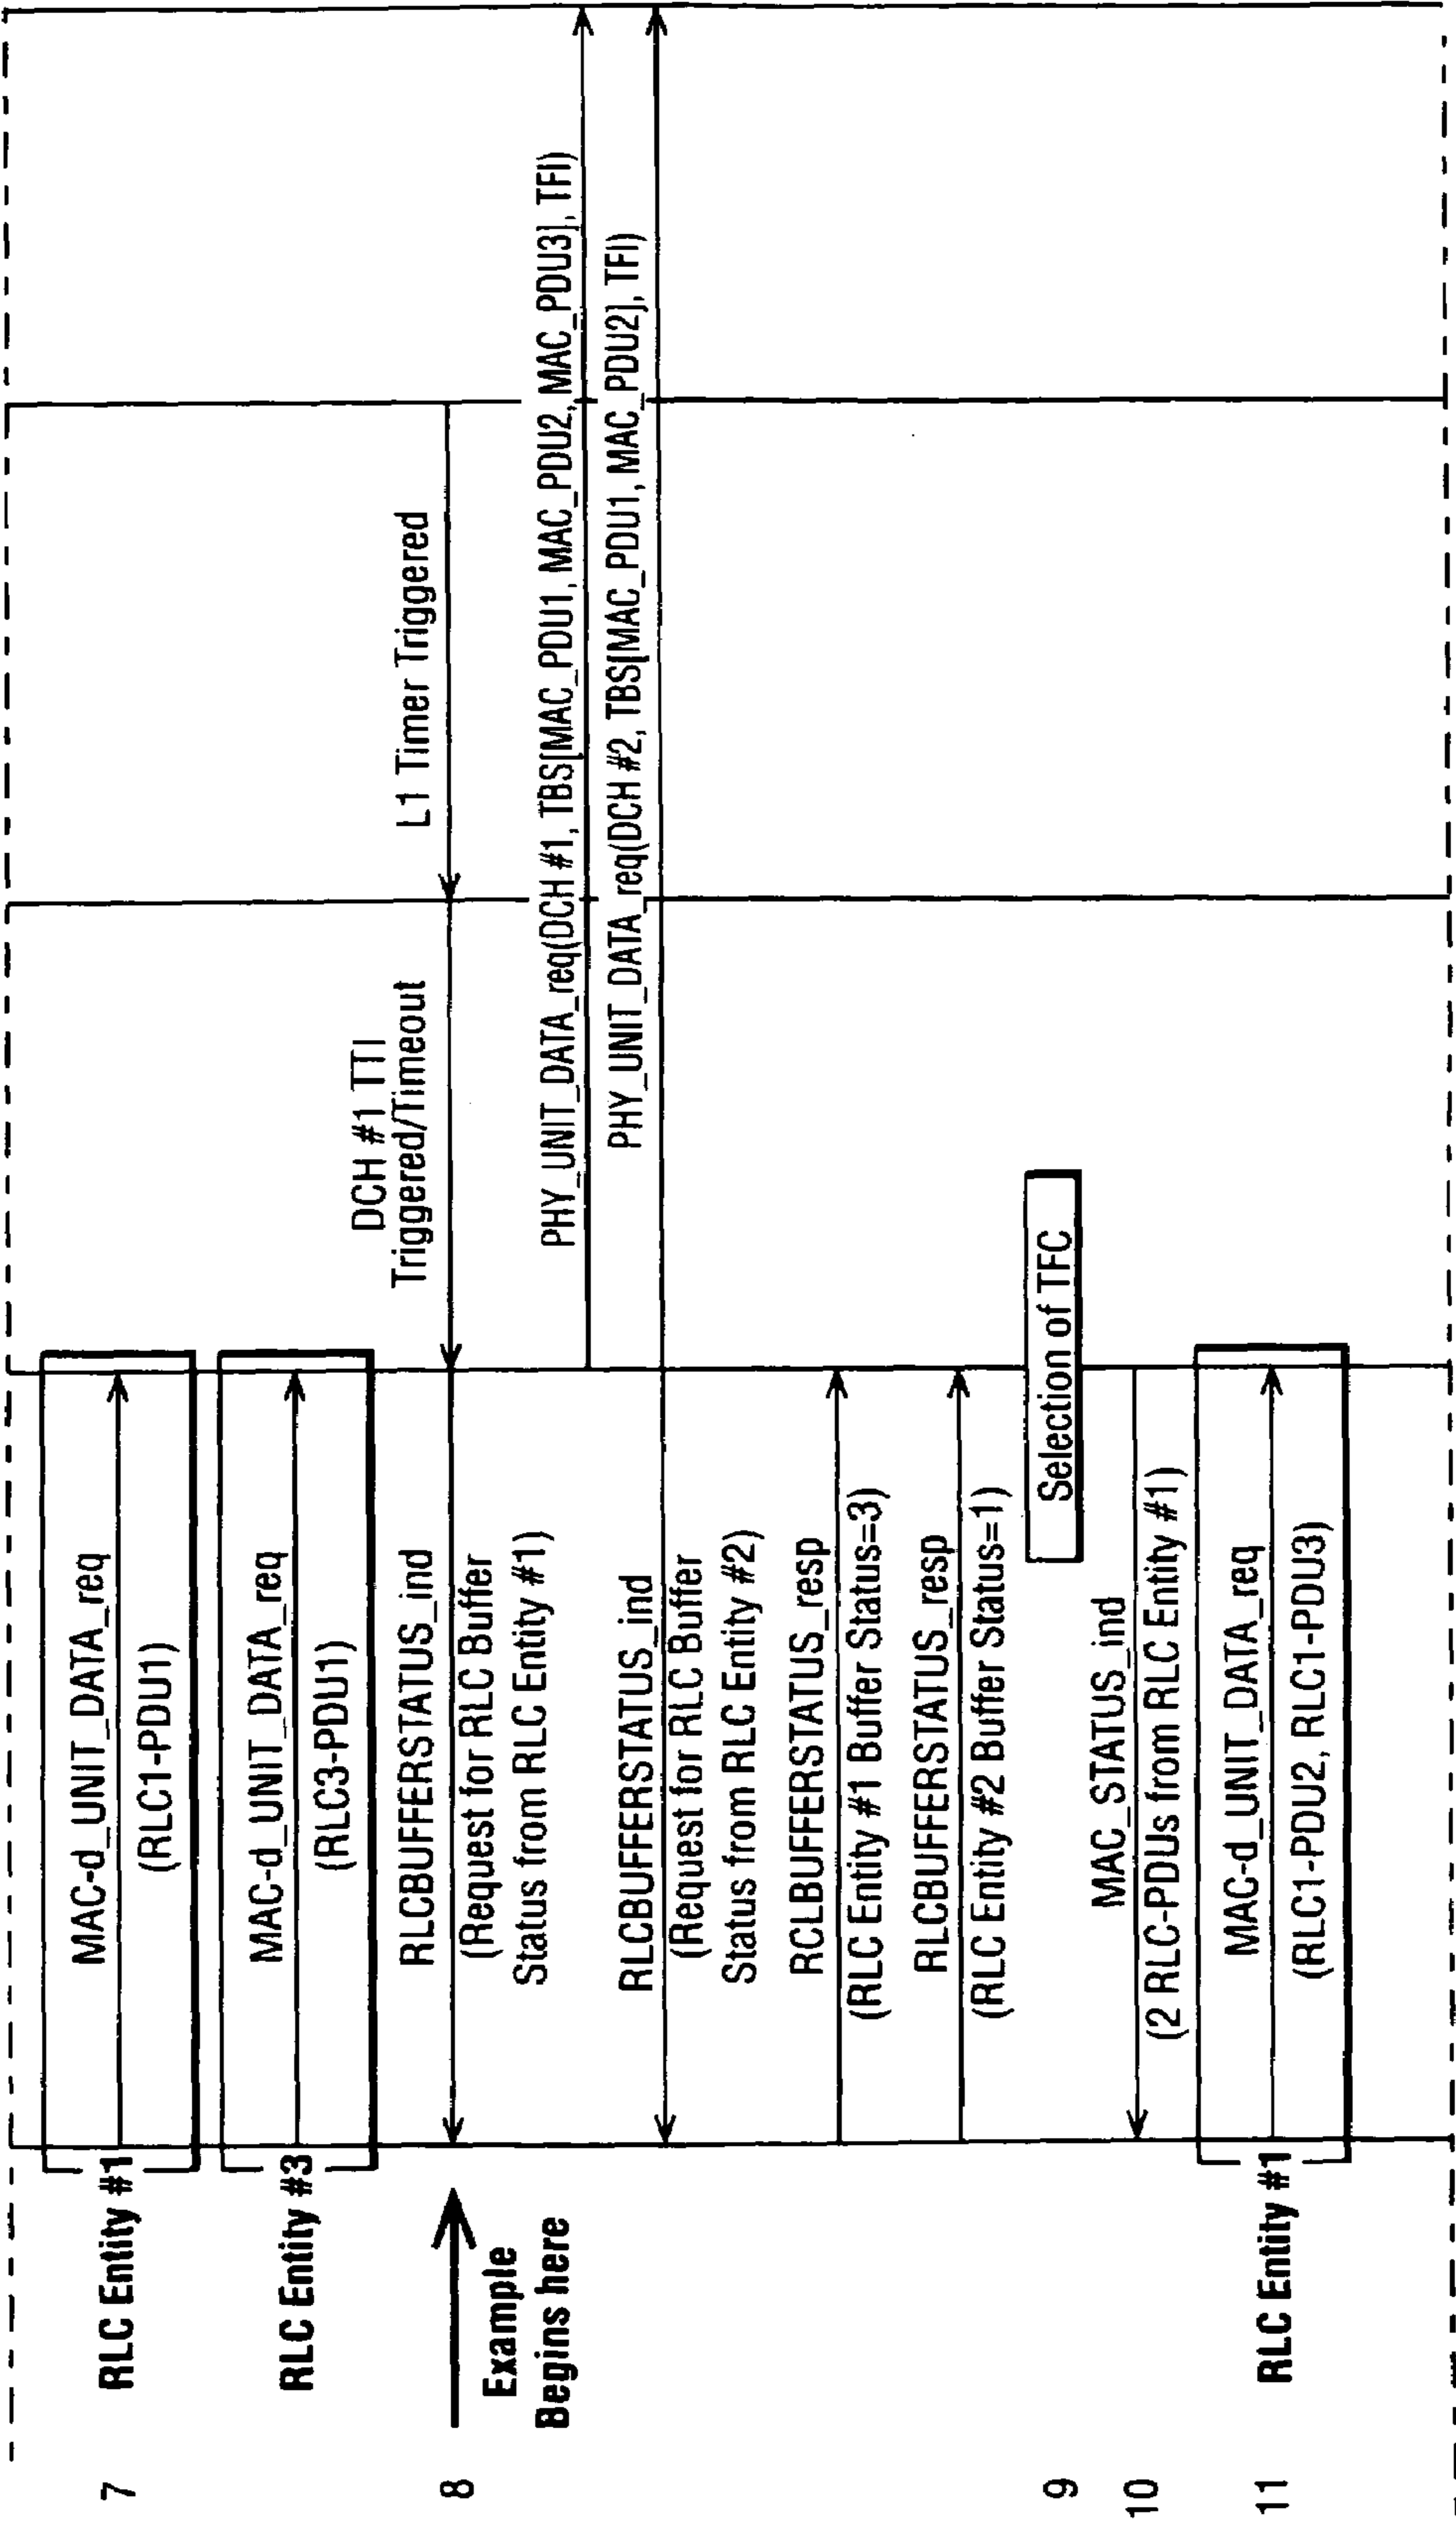 7
RLC Entity #1
MAC-d_UNIT_DATA_req
(RLC1-PDU1)
RLC Entity #3
MAC-d_UNIT_DATA_req
(RLC3-PDU1)
8
Example
Begins here
RLCBUFFERSTATUS_ind
(Request for RLC Buffer
Status from RLC Entity #1)
DCH #1 TTI
Triggered/Timeout
L1 Timer Triggered
PHY_UNIT_DATA_req(DCH #1, TBS[MAC_PDU1, MAC_PDU2, MAC_PDU3], TFI)
PHY_UNIT_DATA_req(DCH #2, TBS[MAC_PDU1, MAC_PDU2], TFI)
RLCBUFFERSTATUS_ind
(Request for RLC Buffer
Status from RLC Entity #2)
RCLBUFFERSTATUS_resp
(RLC Entity #1 Buffer Status=3)
RLCBUFFERSTATUS_resp
(RLC Entity #2 Buffer Status=1)
9
Selection of TFC
10
MAC_STATUS_ind
(2 RLC-PDUs from RLC Entity #1)
11
RLC Entity #1
MAC-d_UNIT_DATA_req
(RLC1-PDU2, RLC1-PDU3)